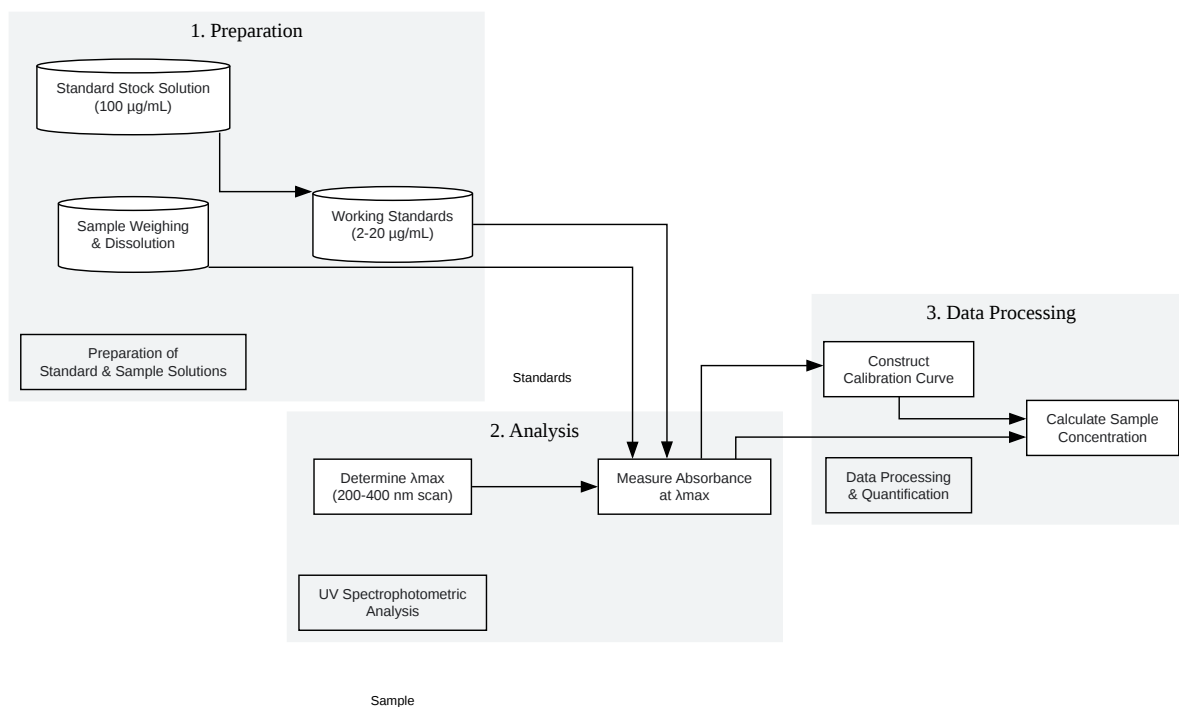 1. Preparation
Standard Stock Solution
(100 µg/mL)
Sample Weighing
& Dissolution
Working Standards
(2-20 µg/mL)
Preparation of
Standard & Sample Solutions
Standards
2. Analysis
Determine λmax
(200-400 nm scan)
Measure Absorbance
at λmax
UV Spectrophotometric
Analysis
3. Data Processing
Construct
Calibration Curve
Calculate Sample
Concentration
Data Processing
& Quantification
Sample